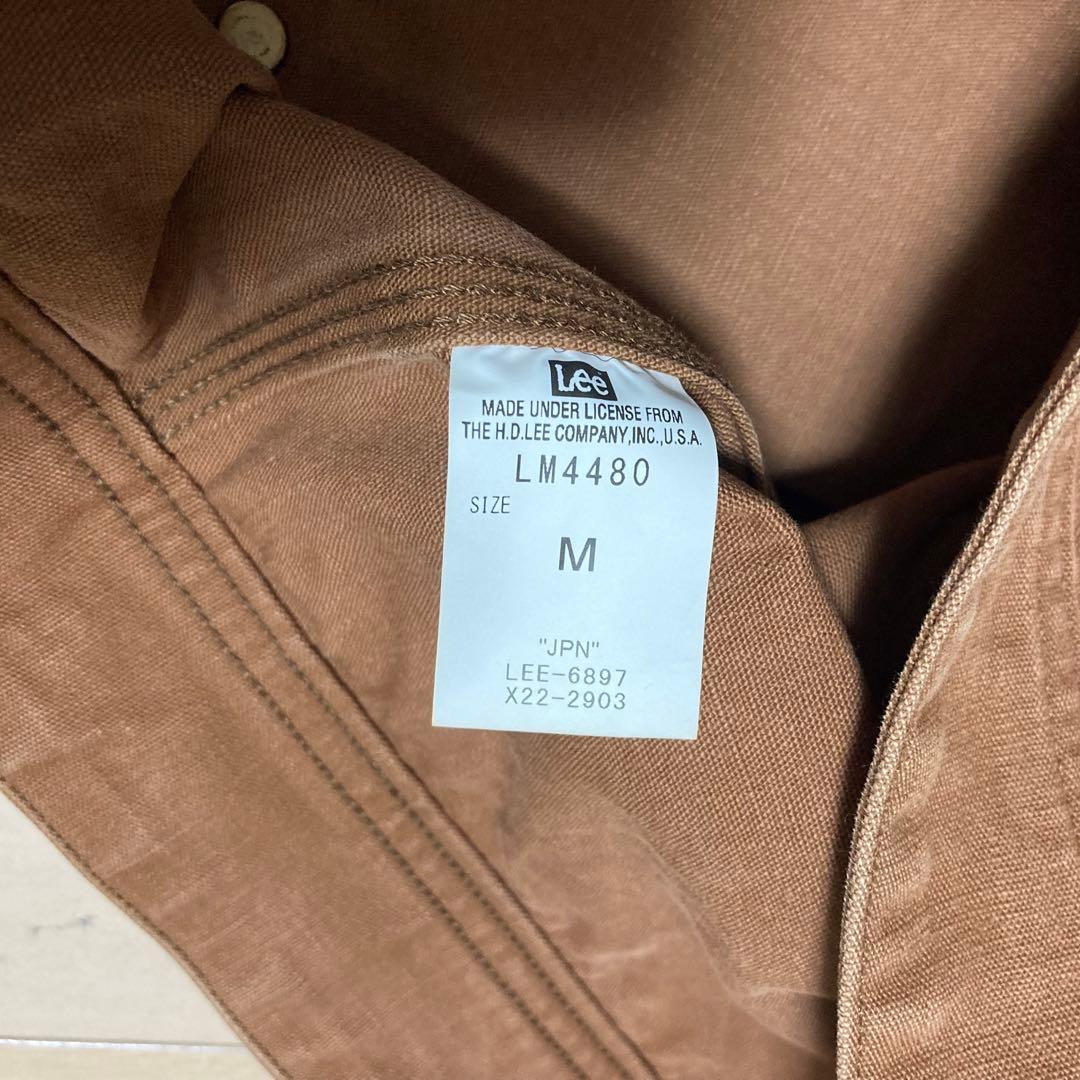 Lee
MADE UNDER LICENSE FROM
THE H.D.LEE COMPANY,INC.,U.S.A.
LM4480
SIZE
M
"JPN"
LEE-6897
X22-2903